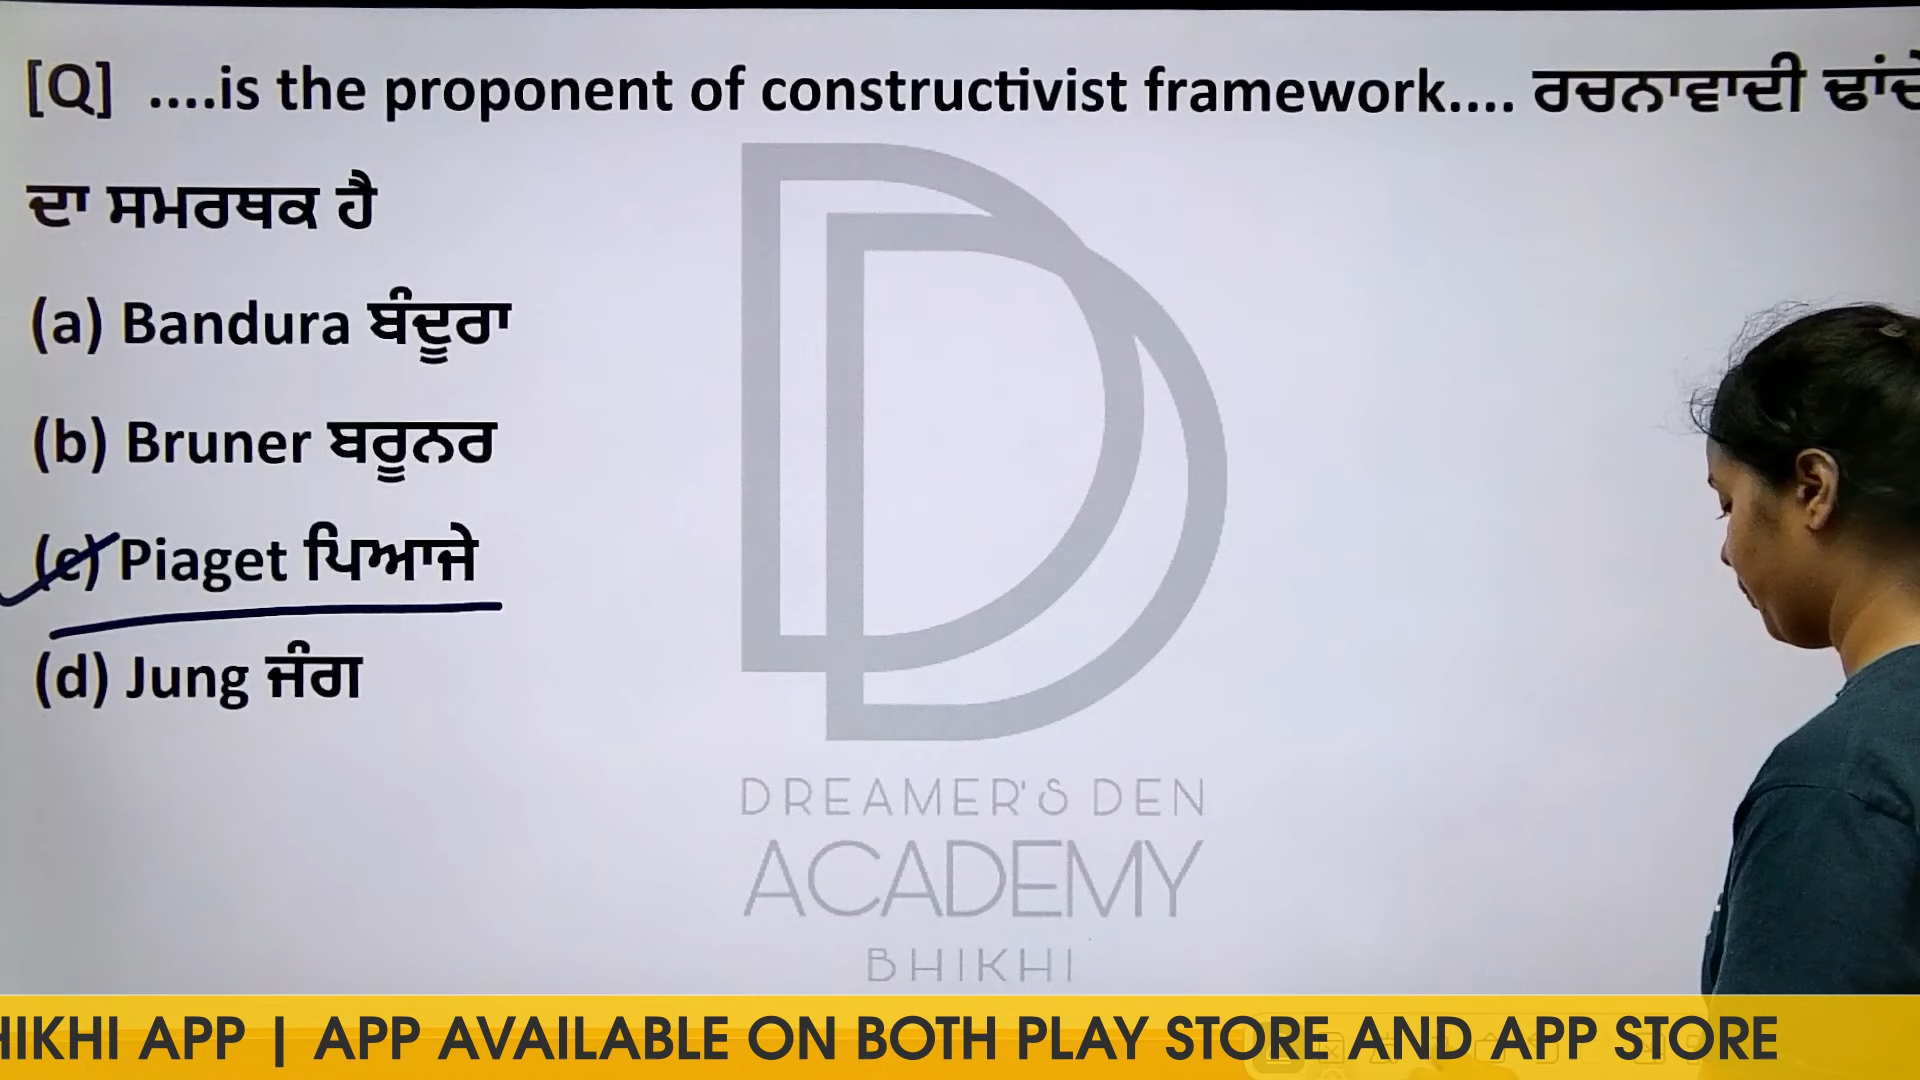 [Q] ....is the proponent of constructivist framework.... ਰਚਨਾਵਾਦੀ ਢਾਂਚੇ
ਦਾ ਸਮਰਥਕ ਹੈ
(a) Bandura ਬੰਦੂਰਾ
(b) Bruner ਬਰੂਨਰ
(c) Piaget ਪਿਆਜੇ
(d) Jung ਜੰਗ
DREAMER'S DEN
ACADEMY
BHIKHI
HIKHI APP | APP AVAILABLE ON BOTH PLAY STORE AND APP STORE